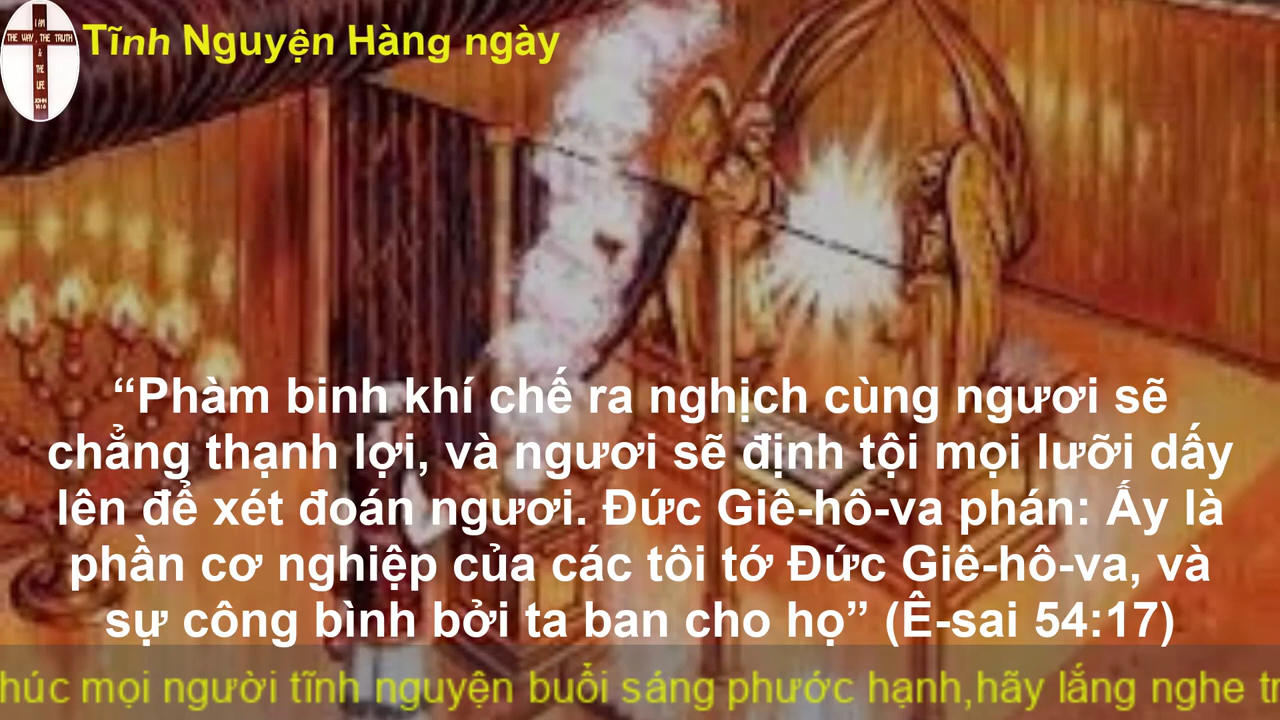 I AM
THE WAY, THE TRUTH
&
THE
LIFE
JOHN
14:6
Tĩnh Nguyện Hàng ngày
“Phàm binh khí chế ra nghịch cùng ngươi sẽ
chẳng thạnh lợi, và ngươi sẽ định tội mọi lưỡi dấy
lên để xét đoán ngươi. Đức Giê-hô-va phán: Ấy là
phần cơ nghiệp của các tôi tớ Đức Giê-hô-va, và
sự công bình bởi ta ban cho họ” (Ê-sai 54:17)
húc mọi người tĩnh nguyện buổi sáng phước hạnh,hãy lắng nghe tr